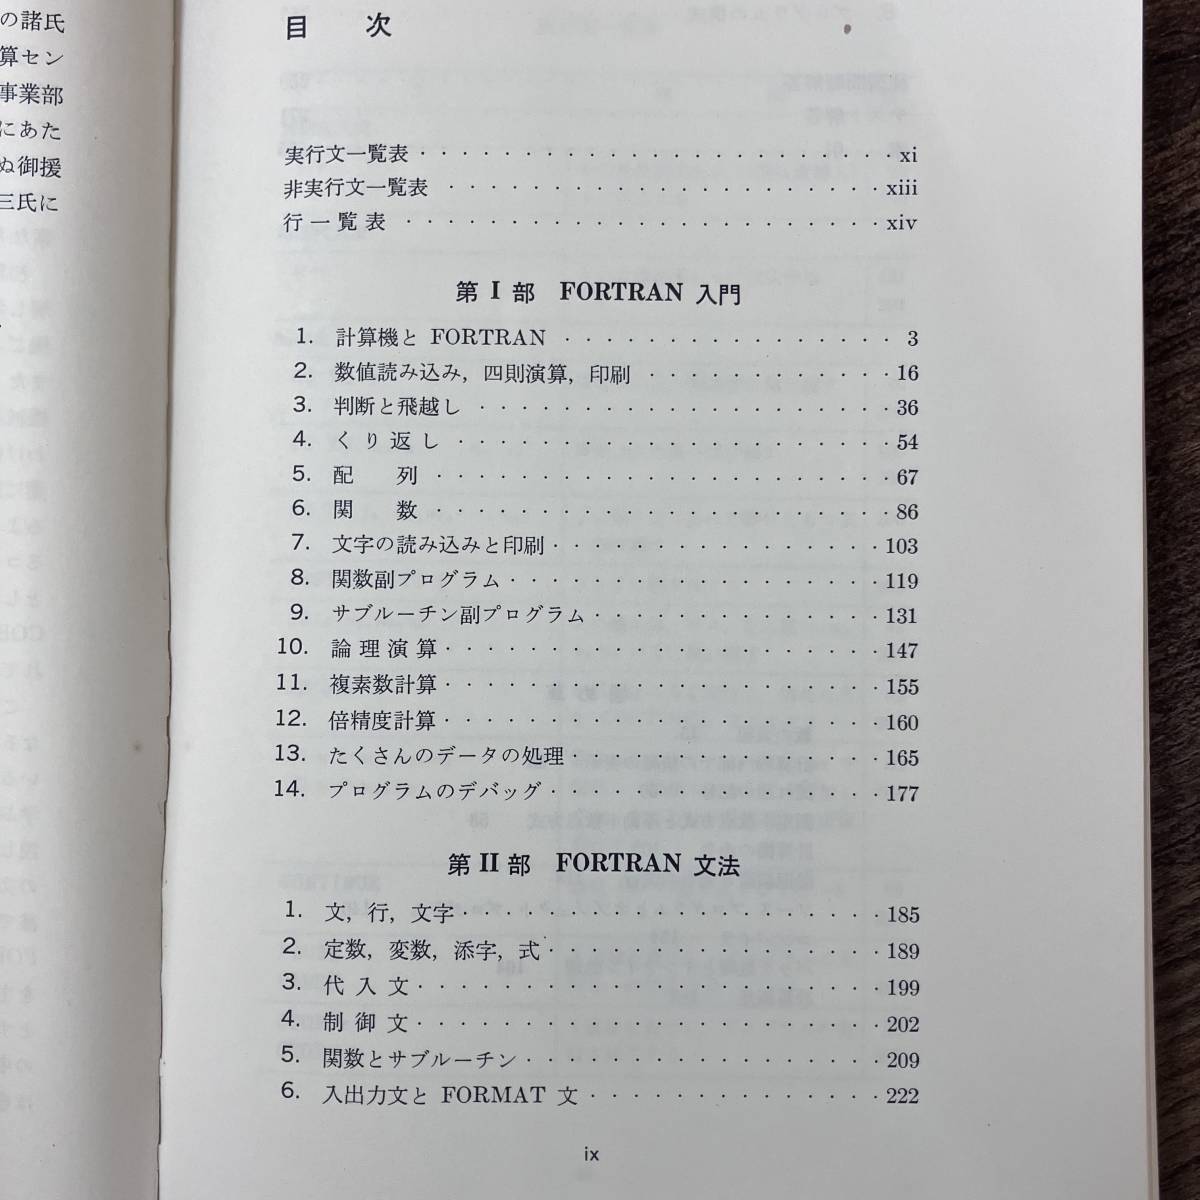 の諸氏
算セン
事業部
にあた
ぬ御援
三氏に
目 次
実行文一覧表 xi
非実行文一覧表 xiii
行一覧表 xiv
第 I 部 FORTRAN 入門
1. 計算機と FORTRAN 3
2. 数値読み込み, 四則演算, 印刷 16
3. 判断と飛越し 36
4. くり返し 54
5. 配 列 67
6. 関 数 86
7. 文字の読み込みと印刷 103
8. 関数副プログラム 119
9. サブルーチン副プログラム 131
10. 論理演算 147
11. 複素数計算 155
12. 倍精度計算 160
13. たくさんのデータの処理 165
14. プログラムのデバッグ 177
第 II 部 FORTRAN 文法
1. 文, 行, 文字 185
2. 定数, 変数, 添字, 式 189
3. 代入文 199
4. 制御文 202
5. 関数とサブルーチン 209
6. 入出力文と FORMAT 文 222
ix